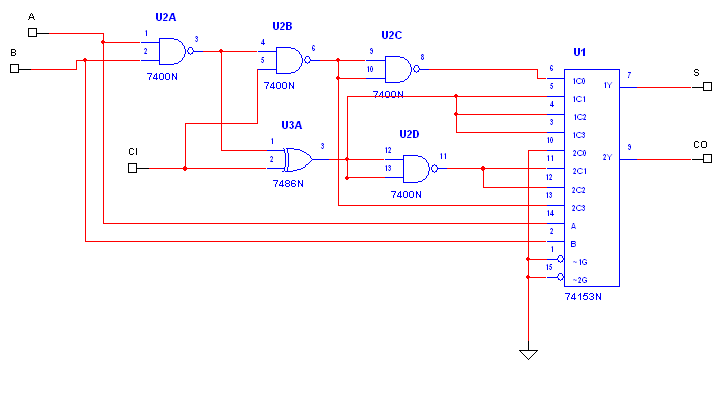 A
U2A
U2B
U2C
U1
B
1
2
3
7400N
4
5
6
7400N
9
10
8
7400N
CI
U3A
1
2
3
7486N
U2D
12
13
11
7400N
6
5
4
3
10
11
12
13
14
2
1
15
1C0
1C1
1C2
1C3
2C0
2C1
2C2
2C3
A
B
~1G
~2G
1Y
2Y
7
9
74153N
S
CO